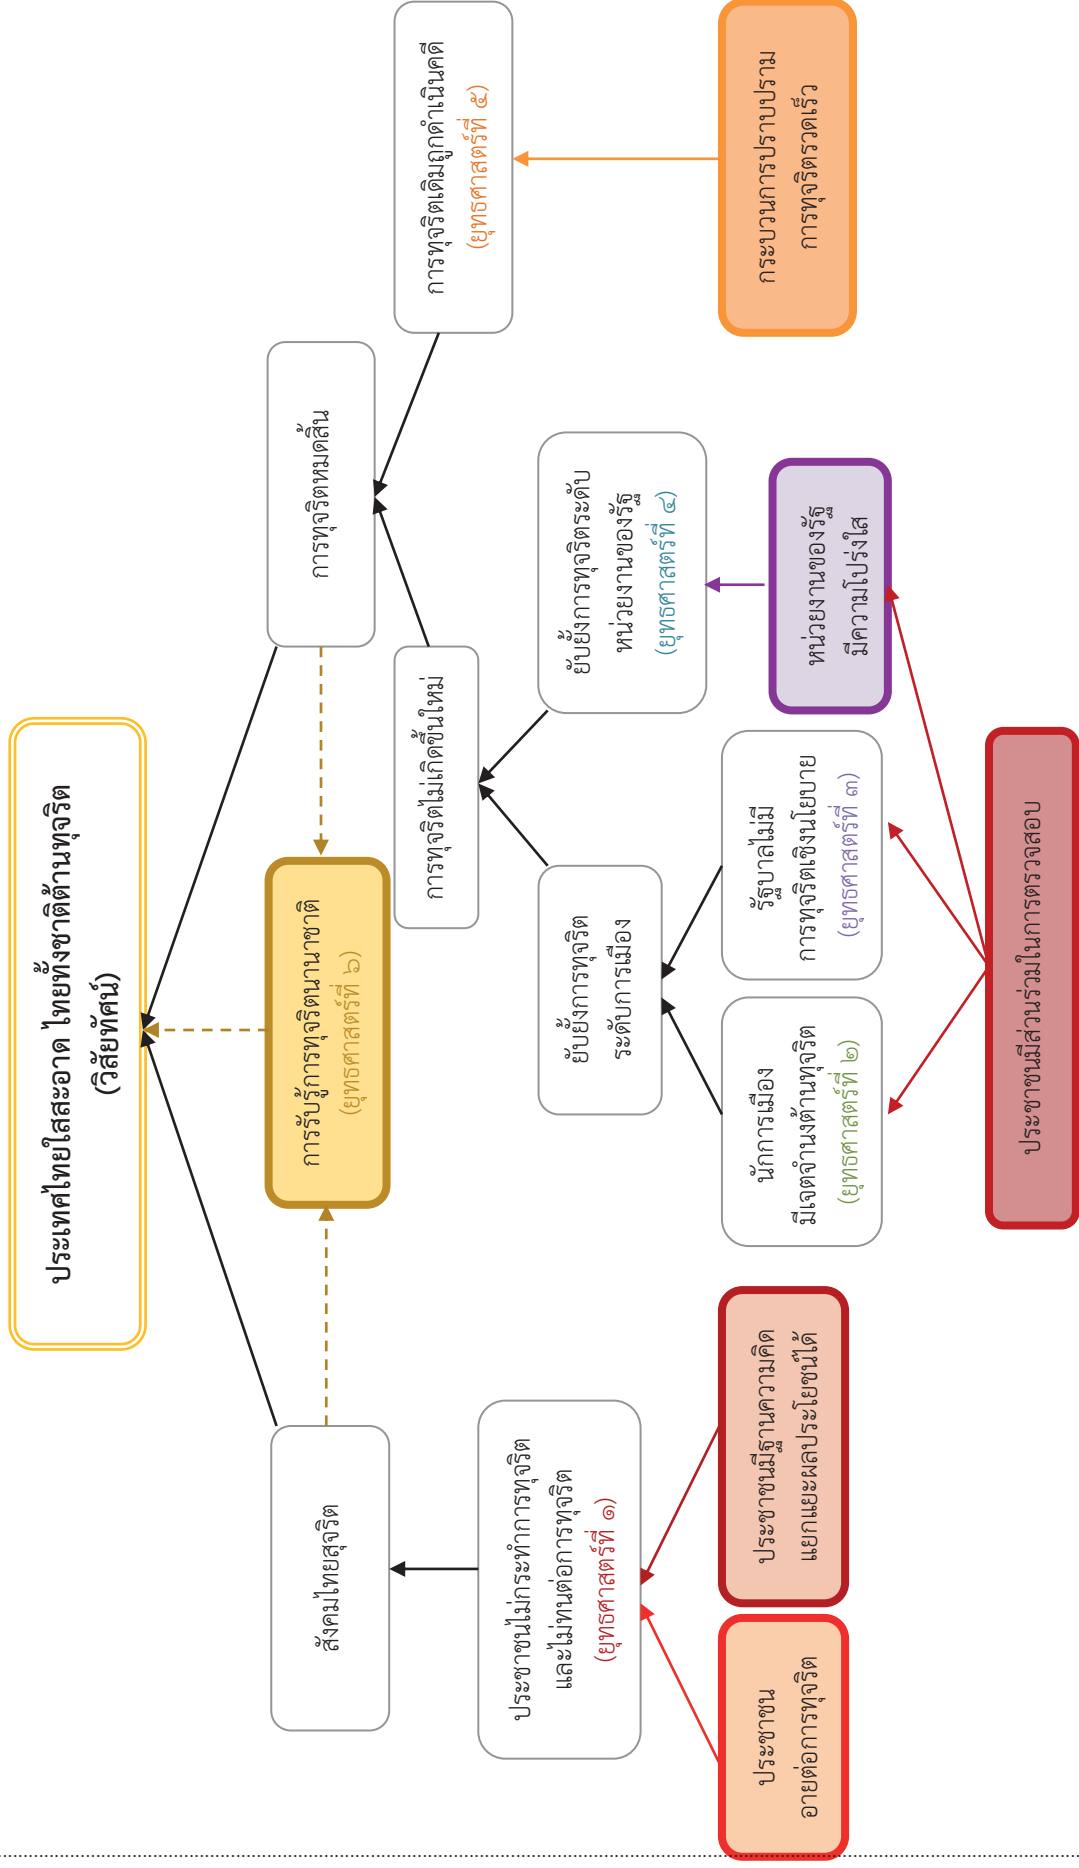 ประเทศไทยใสสะอาด ไทยทั้งชาติต้านทุจริต
(วิสัยทัศน์)
สังคมไทยสุจริต
การรับรู้การทุจริตนานาชาติ
(ยุทธศาสตร์ที่ ๖)
การทุจริตหมดสิ้น
การทุจริตไม่เกิดขึ้นใหม่
การทุจริตเดิมถูกดำเนินคดี
(ยุทธศาสตร์ที่ ๕)
ประชาชนไม่กระทำการทุจริต
และไม่ทนต่อการทุจริต
(ยุทธศาสตร์ที่ ๑)
ยับยั้งการทุจริต
ระดับการเมือง
ยับยั้งการทุจริตระดับ
หน่วยงานของรัฐ
(ยุทธศาสตร์ที่ ๔)
ประชาชน
อายต่อการทุจริต
ประชาชนมีฐานความคิด
แยกแยะผลประโยชน์ได้
นักการเมือง
มีเจตจำนงต้านทุจริต
(ยุทธศาสตร์ที่ ๒)
รัฐบาลไม่มี
การทุจริตเชิงนโยบาย
(ยุทธศาสตร์ที่ ๓)
หน่วยงานของรัฐ
มีความโปร่งใส
กระบวนการปราบปราม
การทุจริตรวดเร็ว
ประชาชนมีส่วนร่วมในการตรวจสอบ